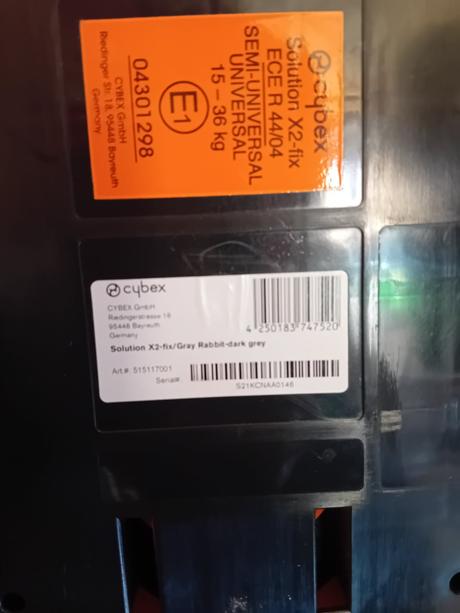 cybex
Solution X2-fix
ECE R 44/04
SEMI-UNIVERSAL
UNIVERSAL
15 – 36 kg
E1
04301298
CYBEX GmbH
Riedinger Str. 18, 95448 Bayreuth
Germany
cybex
CYBEX GmbH
Riedingerstrasse 18
95448 Bayreuth
Germany
4 250183 747520
Solution X2-fix/Gray Rabbit-dark grey
Art.#: 515117001
Serial#:
S21KCNAA0146